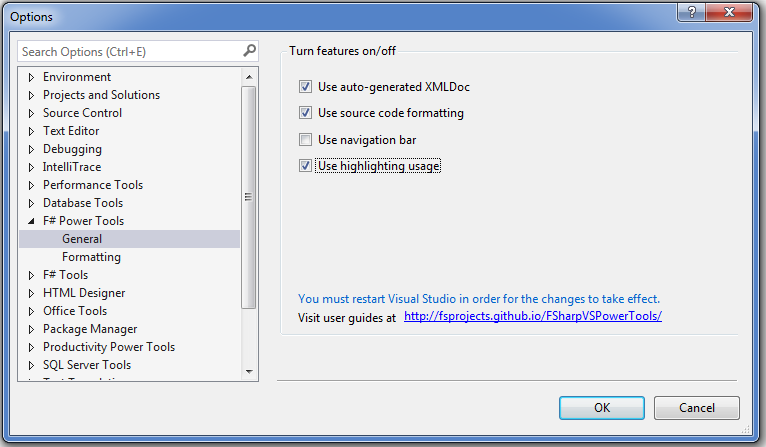 Options
Search Options (Ctrl+E)
Environment
Projects and Solutions
Source Control
Text Editor
Debugging
IntelliTrace
Performance Tools
Database Tools
F# Power Tools
General
Formatting
F# Tools
HTML Designer
Office Tools
Package Manager
Productivity Power Tools
SQL Server Tools
Turn features on/off
Use auto-generated XMLDoc
Use source code formatting
Use navigation bar
Use highlighting usage
You must restart Visual Studio in order for the changes to take effect.
Visit user guides at http://fsprojects.github.io/FSharpVSPowerTools/
OK
Cancel